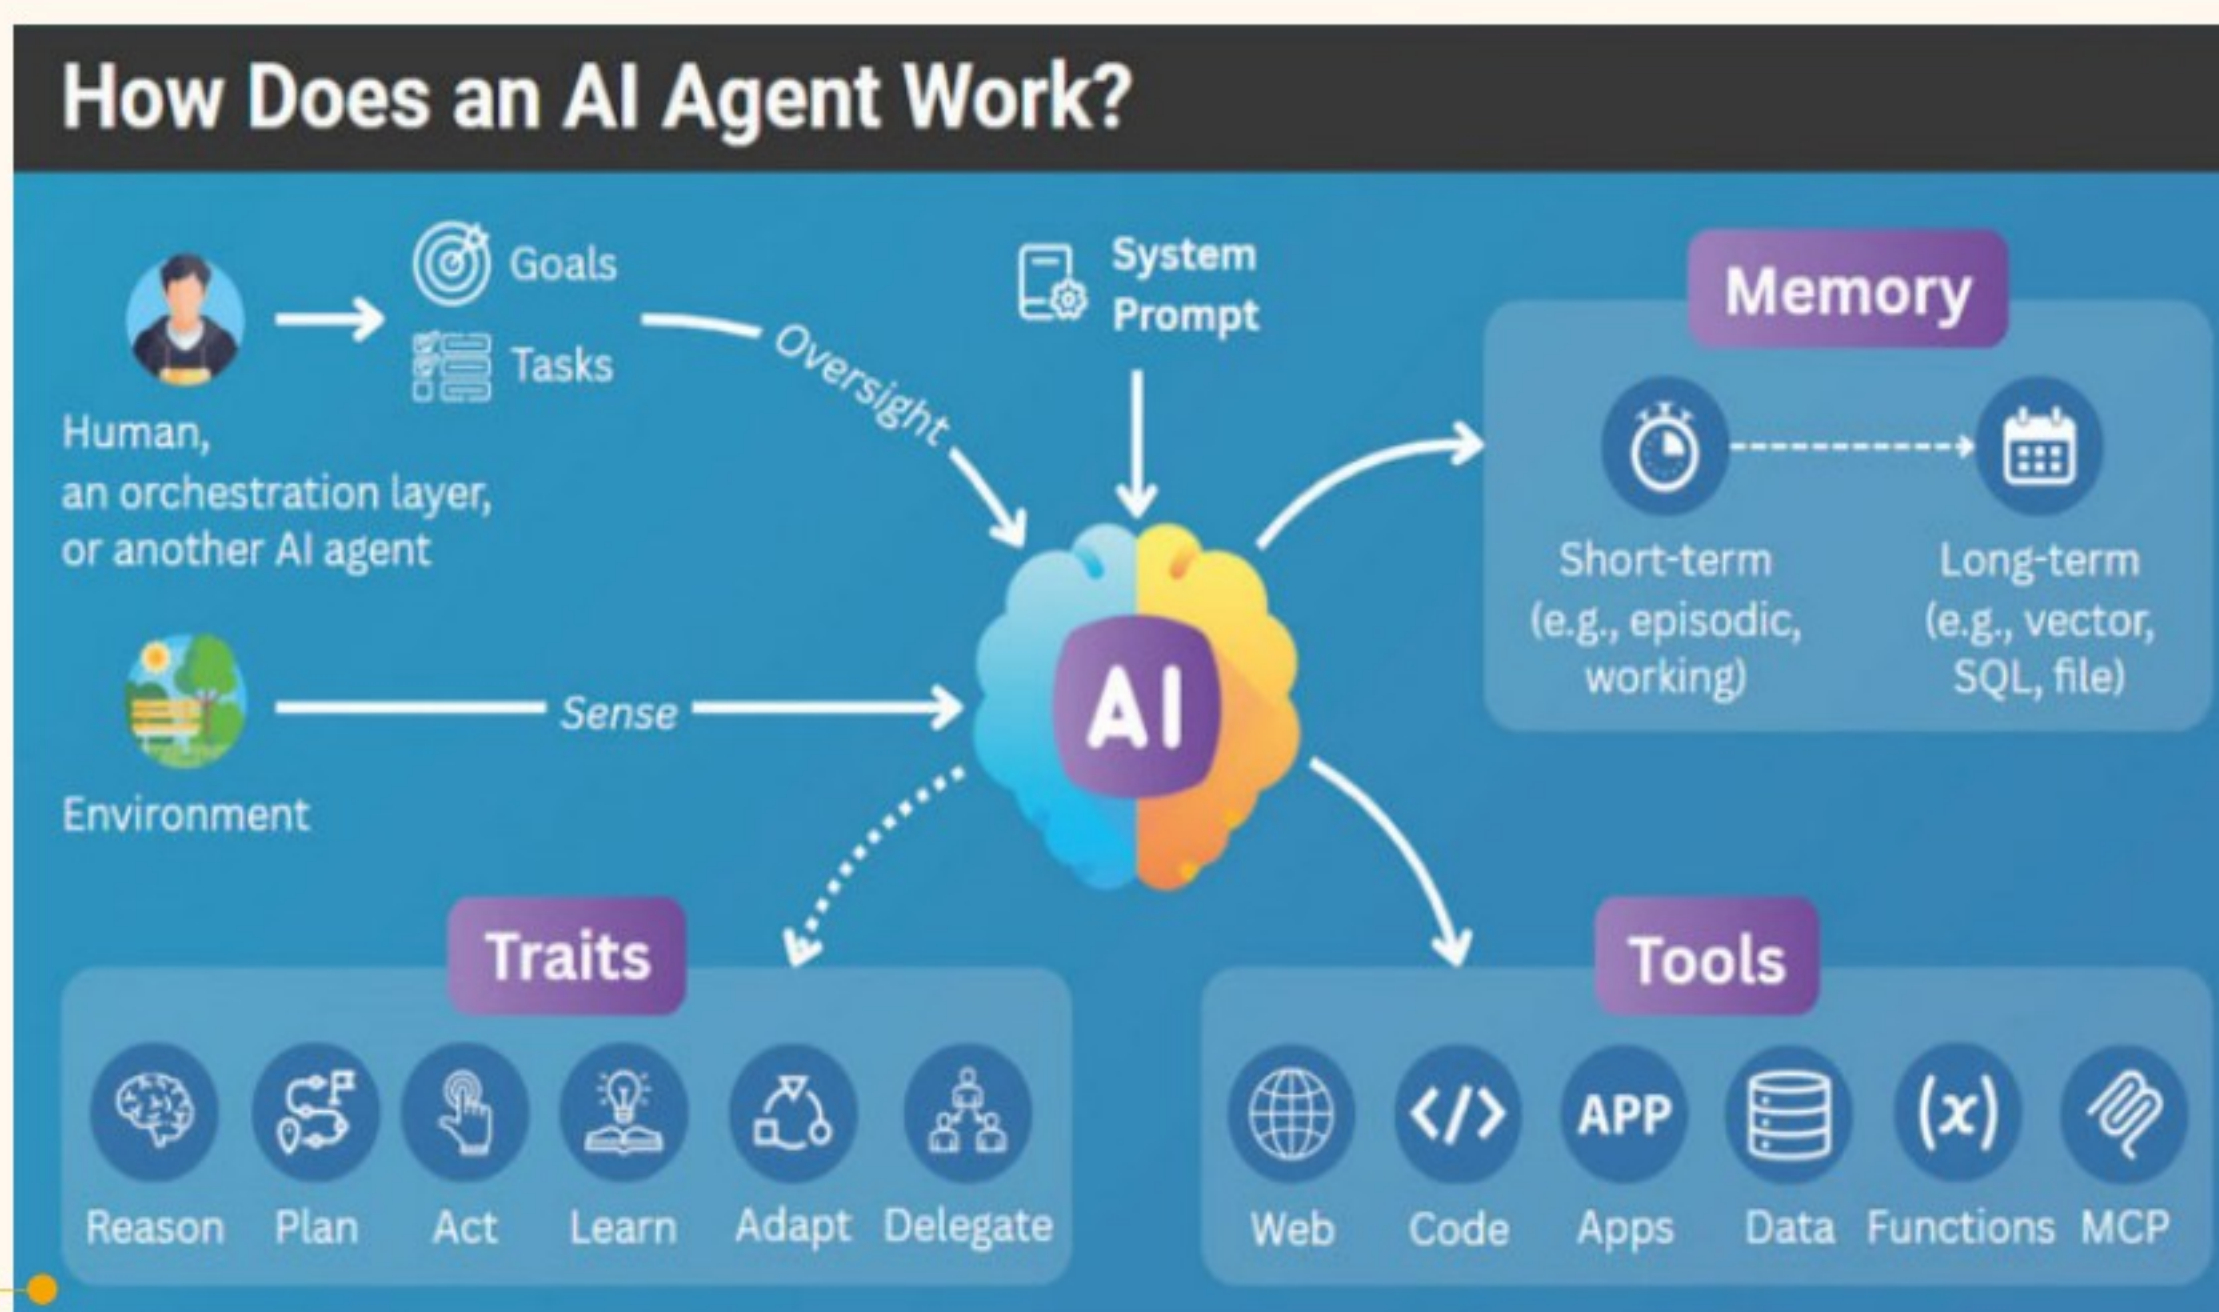 How Does an AI Agent Work?
Goals
Tasks
Human,
an orchestration layer,
or another AI agent
Oversight
System
Prompt
Memory
Short-term
(e.g., episodic,
working)
Long-term
(e.g., vector,
SQL, file)
Sense
Environment
AI
Traits
Reason
Plan
Act
Learn
Adapt
Delegate
Tools
</>
APP
(x)
Web
Code
Apps
Data
Functions
MCP